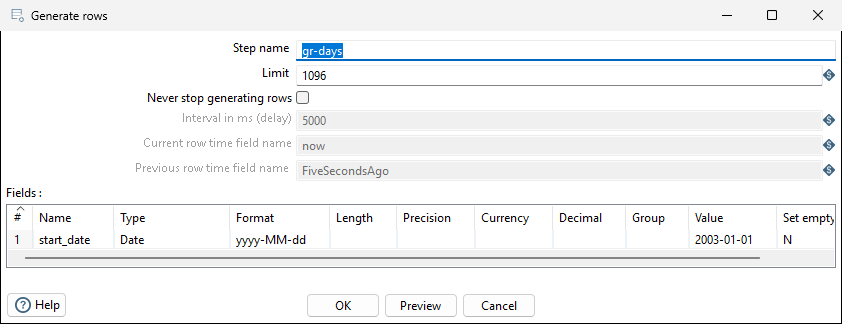 Generate rows
Step name gr-days
Limit 1096
Never stop generating rows
Interval in ms (delay) 5000
Current row time field name now
Previous row time field name FiveSecondsAgo
Fields :
# Name Type Format Length Precision Currency Decimal Group Value Set empty
1 start_date Date yyyy-MM-dd 2003-01-01 N
Help OK Preview Cancel